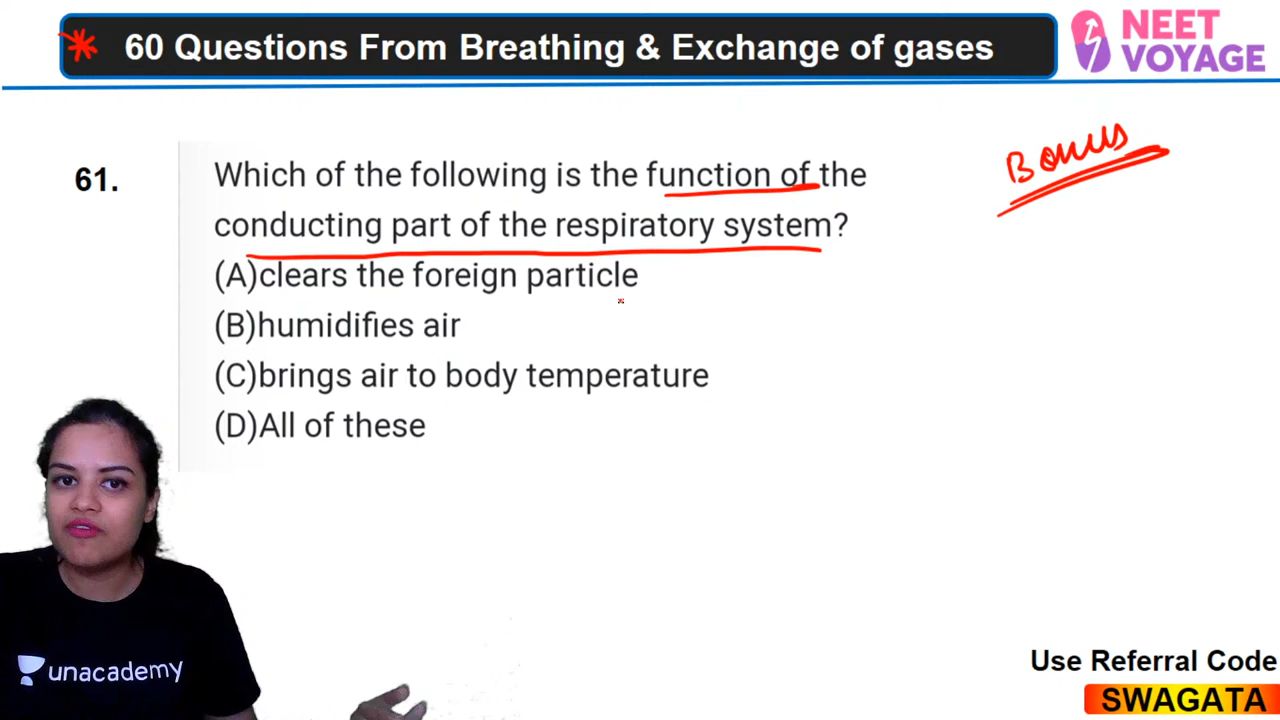 * 60 Questions From Breathing & Exchange of gases
NEET
VOYAGE
Bonus
61.
Which of the following is the function of the
conducting part of the respiratory system?
(A)clears the foreign particle
(B)humidifies air
(C)brings air to body temperature
(D)All of these
unacademy
Use Referral Code
SWAGATA